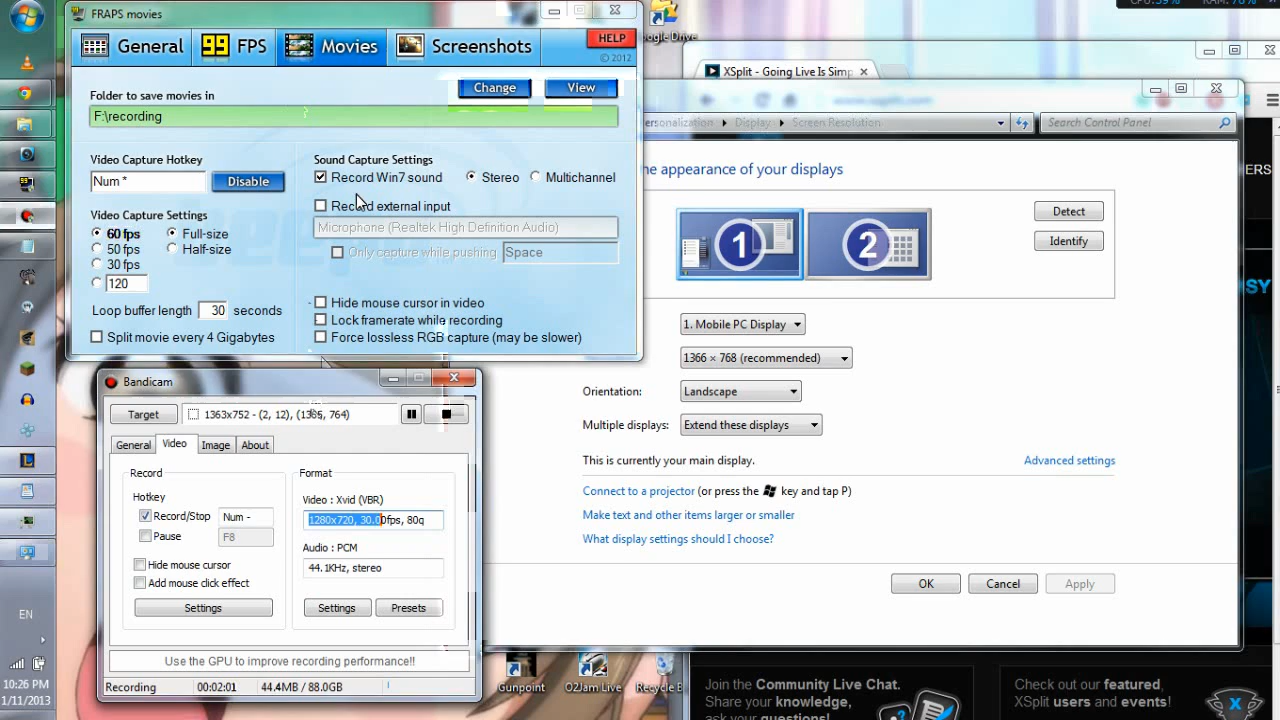 FRAPS movies
General
FPS
Movies
Screenshots
HELP
© 2012
Folder to save movies in
Change
View
F:\recording
Video Capture Hotkey
Num *
Disable
Sound Capture Settings
Record Win7 sound
Stereo
Multichannel
Record external input
Microphone (Realtek High Definition Audio)
Only capture while pushing
Space
Video Capture Settings
60 fps
50 fps
30 fps
120
Full-size
Half-size
Loop buffer length 30 seconds
Split movie every 4 Gigabytes
Hide mouse cursor in video
Lock framerate while recording
Force lossless RGB capture (may be slower)
Google Drive
XSplit - Going Live Is Simp
Display
Screen Resolution
Search Control Panel
the appearance of your displays
1
2
Detect
Identify
1. Mobile PC Display
1366 × 768 (recommended)
Orientation:
Landscape
Multiple displays:
Extend these displays
This is currently your main display.
Advanced settings
Connect to a projector (or press the key and tap P)
Make text and other items larger or smaller
What display settings should I choose?
OK
Cancel
Apply
Bandicam
Target
1363x752 - (2, 12), (1365, 764)
General
Video
Image
About
Record
Hotkey
Record/Stop
Num -
Pause
F8
Hide mouse cursor
Add mouse click effect
Settings
Format
Video : Xvid (VBR)
1280x720, 30.00fps, 80q
Audio : PCM
44.1KHz, stereo
Settings
Presets
Use the GPU to improve recording performance!!
Recording
00:02:01
44.4MB / 88.0GB
Gunpoint
O2Jam Live
Recycle B
Join the Community Live Chat.
Share your knowledge,
ask your questions!
Check out our featured,
XSplit users and events!
EN
10:26 PM
1/11/2013